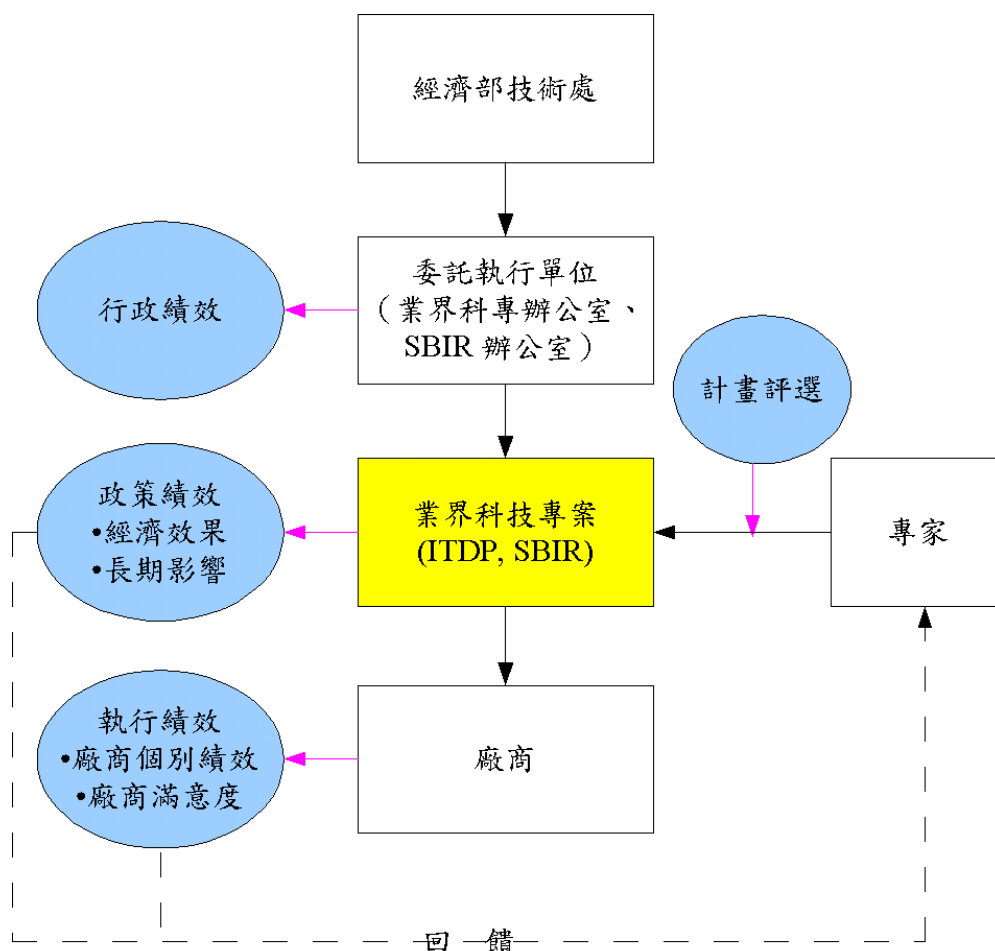 經濟部技術處
委託執行單位
（業界科專辦公室、
SBIR 辦公室）
行政績效
計畫評選
政策績效
•經濟效果
•長期影響
業界科技專案
(ITDP, SBIR)
專家
執行績效
•廠商個別績效
•廠商滿意度
廠商
回 饋